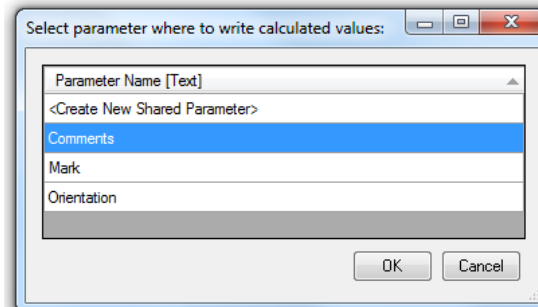 Select parameter where to write calculated values:
Parameter Name [Text]
<Create New Shared Parameter>
Comments
Mark
Orientation
OK Cancel